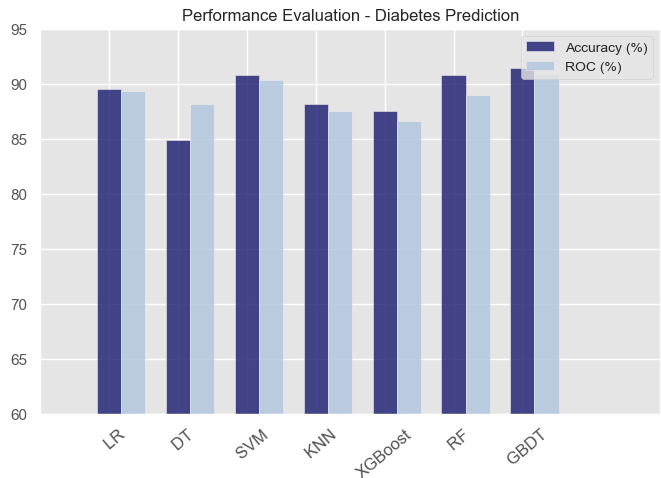 Performance Evaluation - Diabetes Prediction
Accuracy (%)
ROC (%)
95
90
85
80
75
70
65
60
LR
DT
SVM
KNN
XGBoost
RF
GBDT